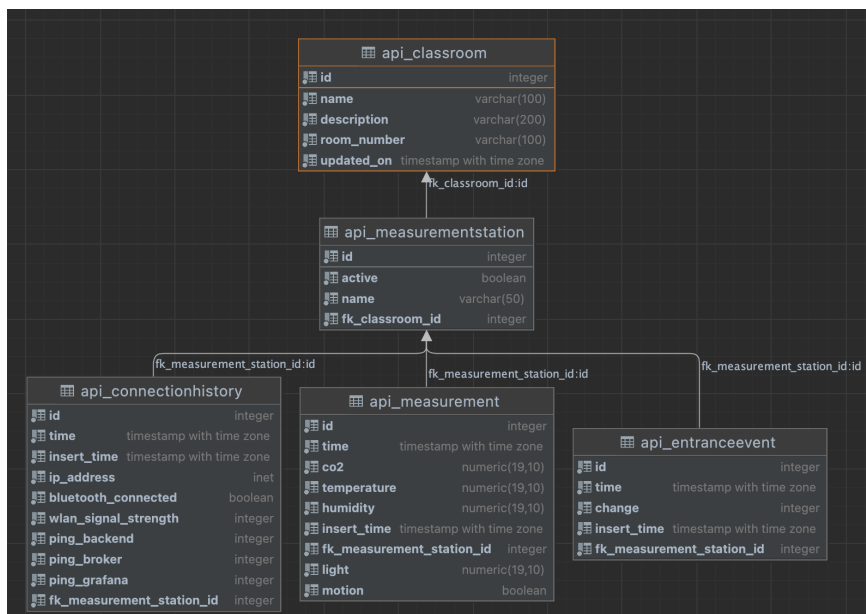 api_classroom
id integer
name varchar(100)
description varchar(200)
room_number varchar(100)
updated_on timestamp with time zone
fk_classroom_id:id
api_measurementstation
id integer
active boolean
name varchar(50)
fk_classroom_id integer
fk_measurement_station_id:id
fk_measurement_station_id:id
fk_measurement_station_id:id
api_connectionhistory
id integer
time timestamp with time zone
insert_time timestamp with time zone
ip_address inet
bluetooth_connected boolean
wlan_signal_strength integer
ping_backend integer
ping_broker integer
ping_grafana integer
fk_measurement_station_id integer
api_measurement
id integer
time timestamp with time zone
co2 numeric(19,10)
temperature numeric(19,10)
humidity numeric(19,10)
insert_time timestamp with time zone
fk_measurement_station_id integer
light numeric(19,10)
motion boolean
api_entranceevent
id integer
time timestamp with time zone
change integer
insert_time timestamp with time zone
fk_measurement_station_id integer